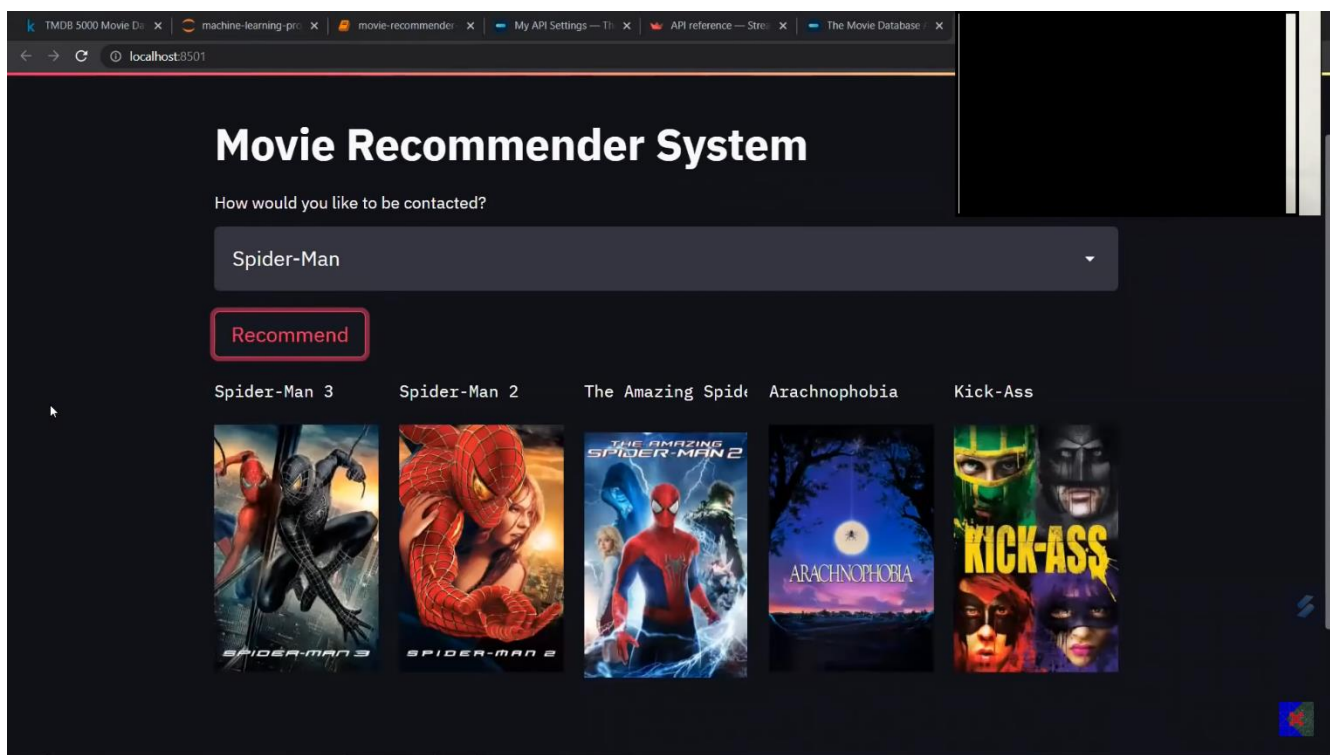 TMDB 5000 Movie Da
machine-learning-pro
movie-recommender-
My API Settings — Th
API reference — Strea
The Movie Database A
localhost:8501
Movie Recommender System
How would you like to be contacted?
Spider-Man
Recommend
Spider-Man 3
Spider-Man 2
The Amazing Spide
Arachnophobia
Kick-Ass
SPIDER-MAN 3
SPIDER-MAN 2
THE AMAZING
SPIDER-MAN 2
ARACHNOPHOBIA
KICK-ASS